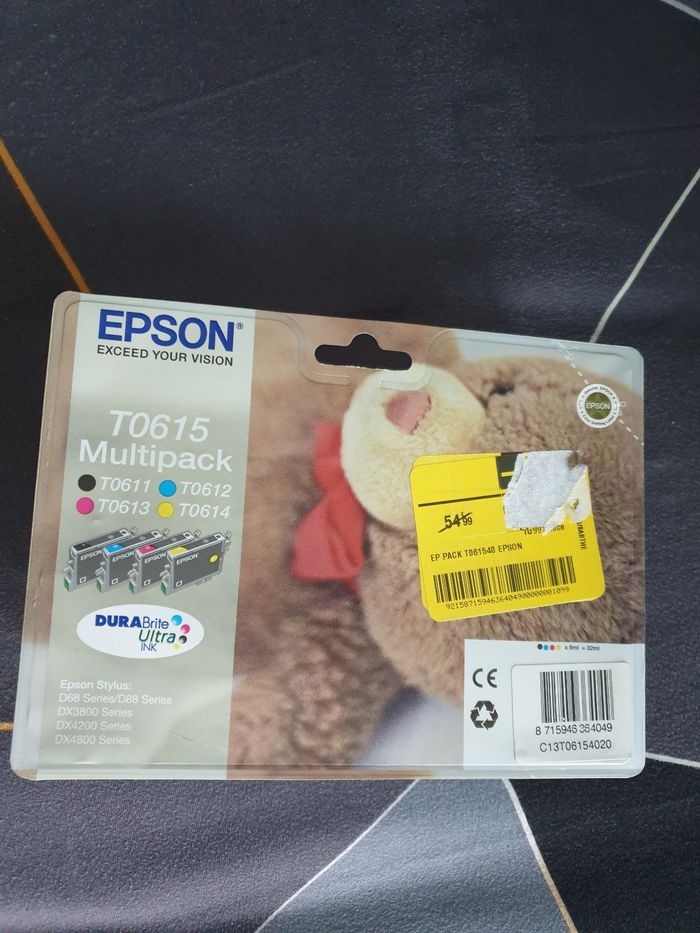 EPSON®
EXCEED YOUR VISION
T0615
Multipack
T0611 T0612
T0613 T0614
EPSON
EPSON
EPSON
EPSON
DURABrite
Ultra
INK
Epson Stylus:
D68 Series/D88 Series
DX3800 Series
DX4200 Series
DX4800 Series
EPSON
54€99
EP PACK T061540 EPSON
9215871594636404900000001099
x 8ml = 32ml
CE
8 715946 364049
C13T06154020